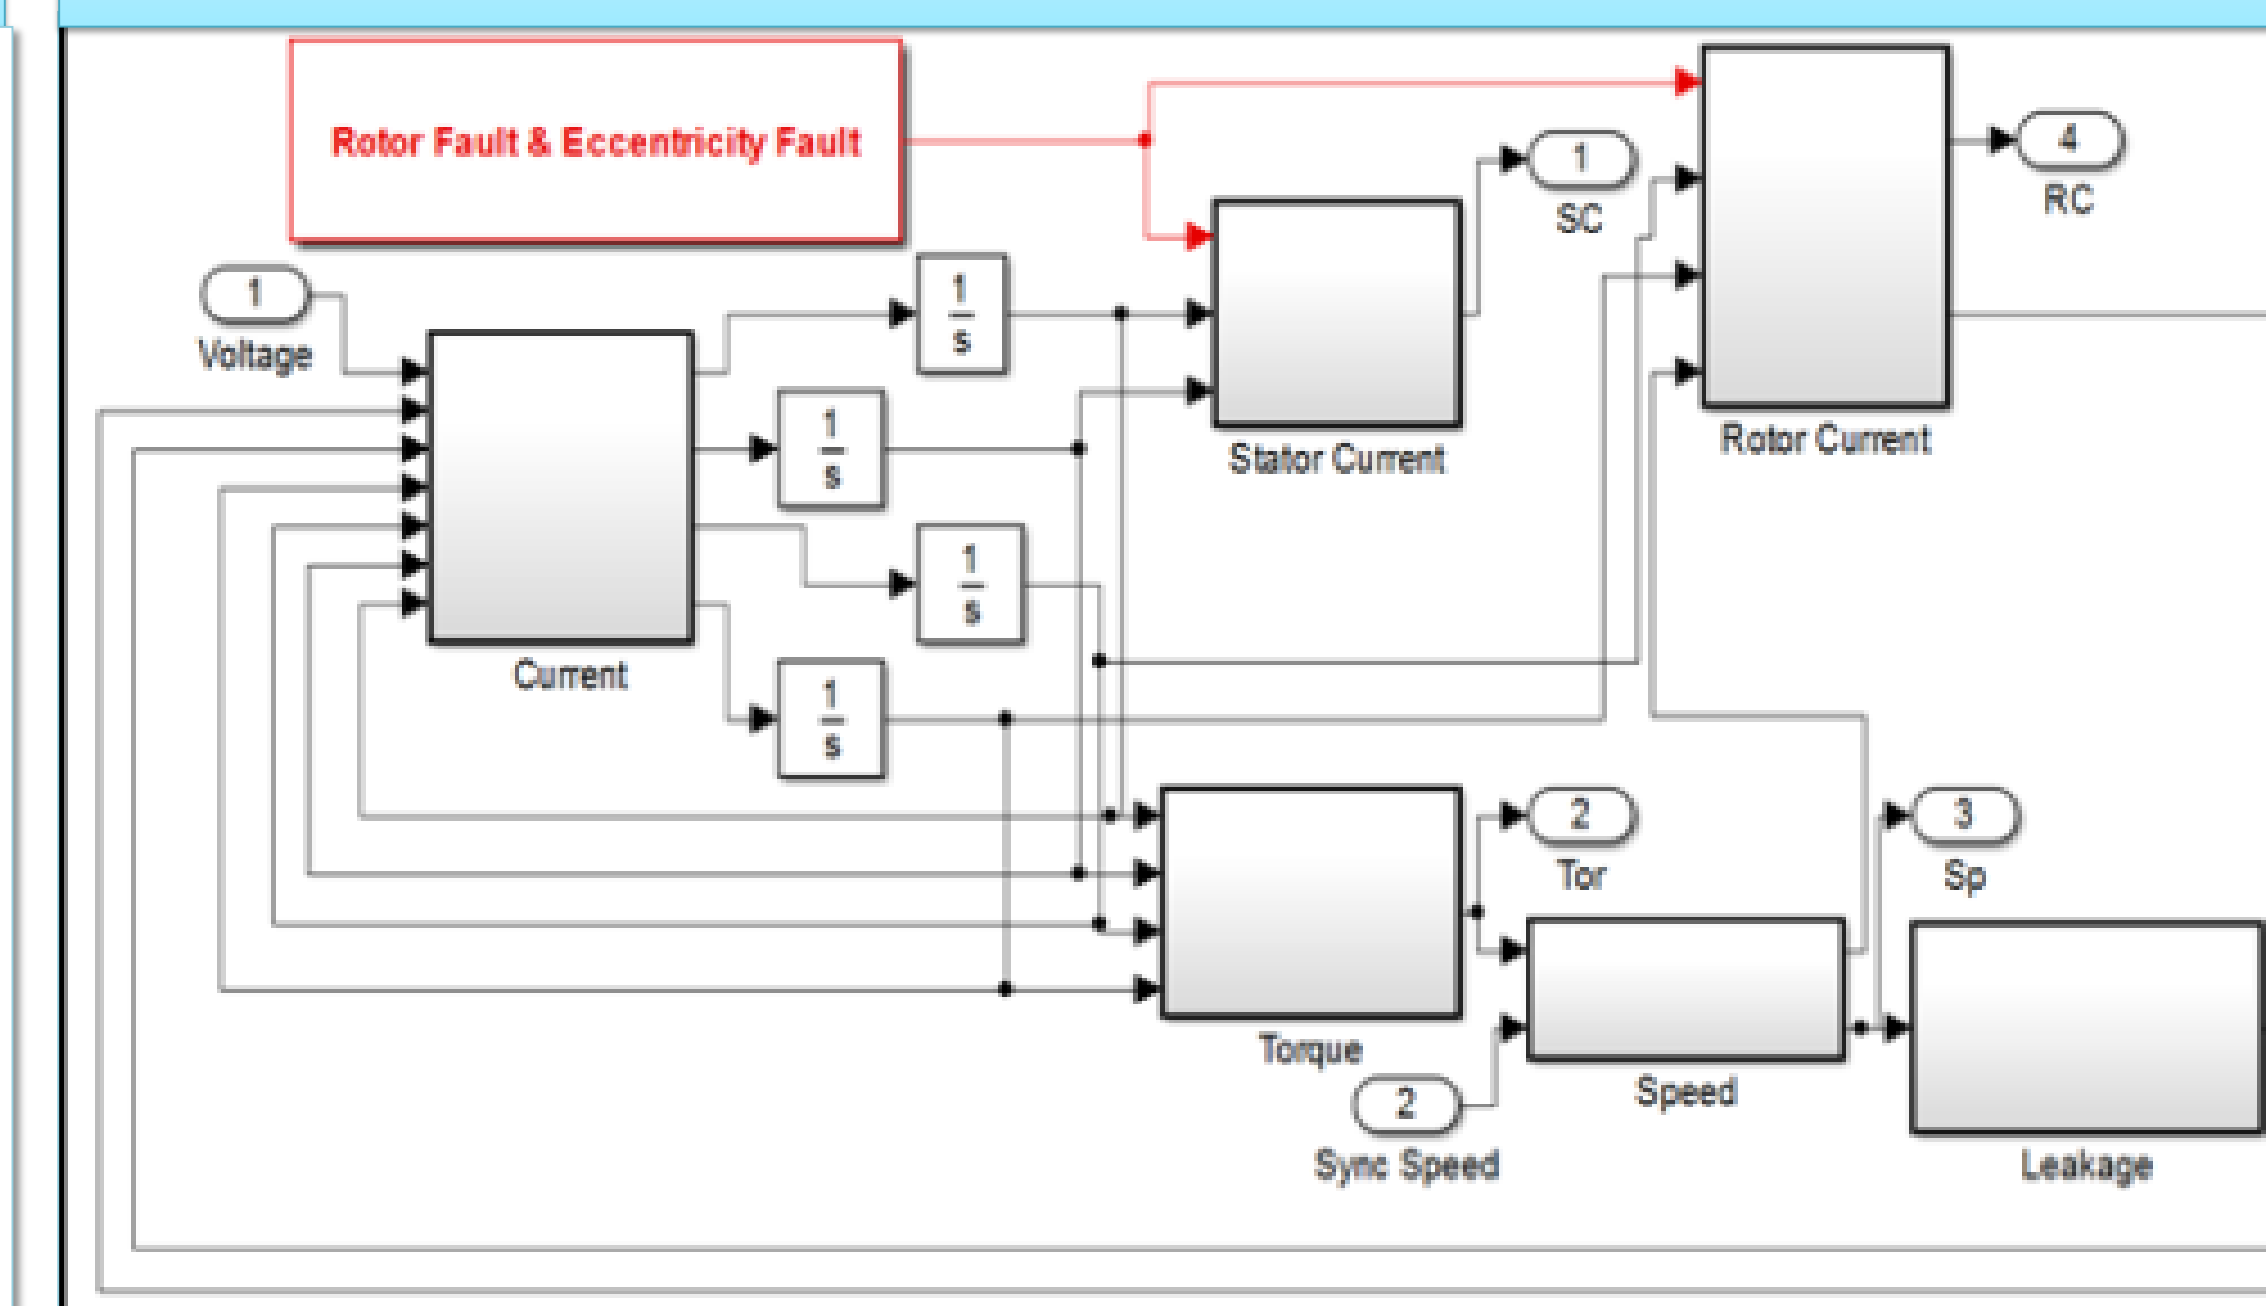 Rotor Fault & Eccentricity Fault
4
RC
1
SC
1
Voltage
1
s
1
s
Stator Current
Rotor Current
1
s
Current
1
s
2
Tor
3
Sp
Torque
2
Sync Speed
Speed
Leakage